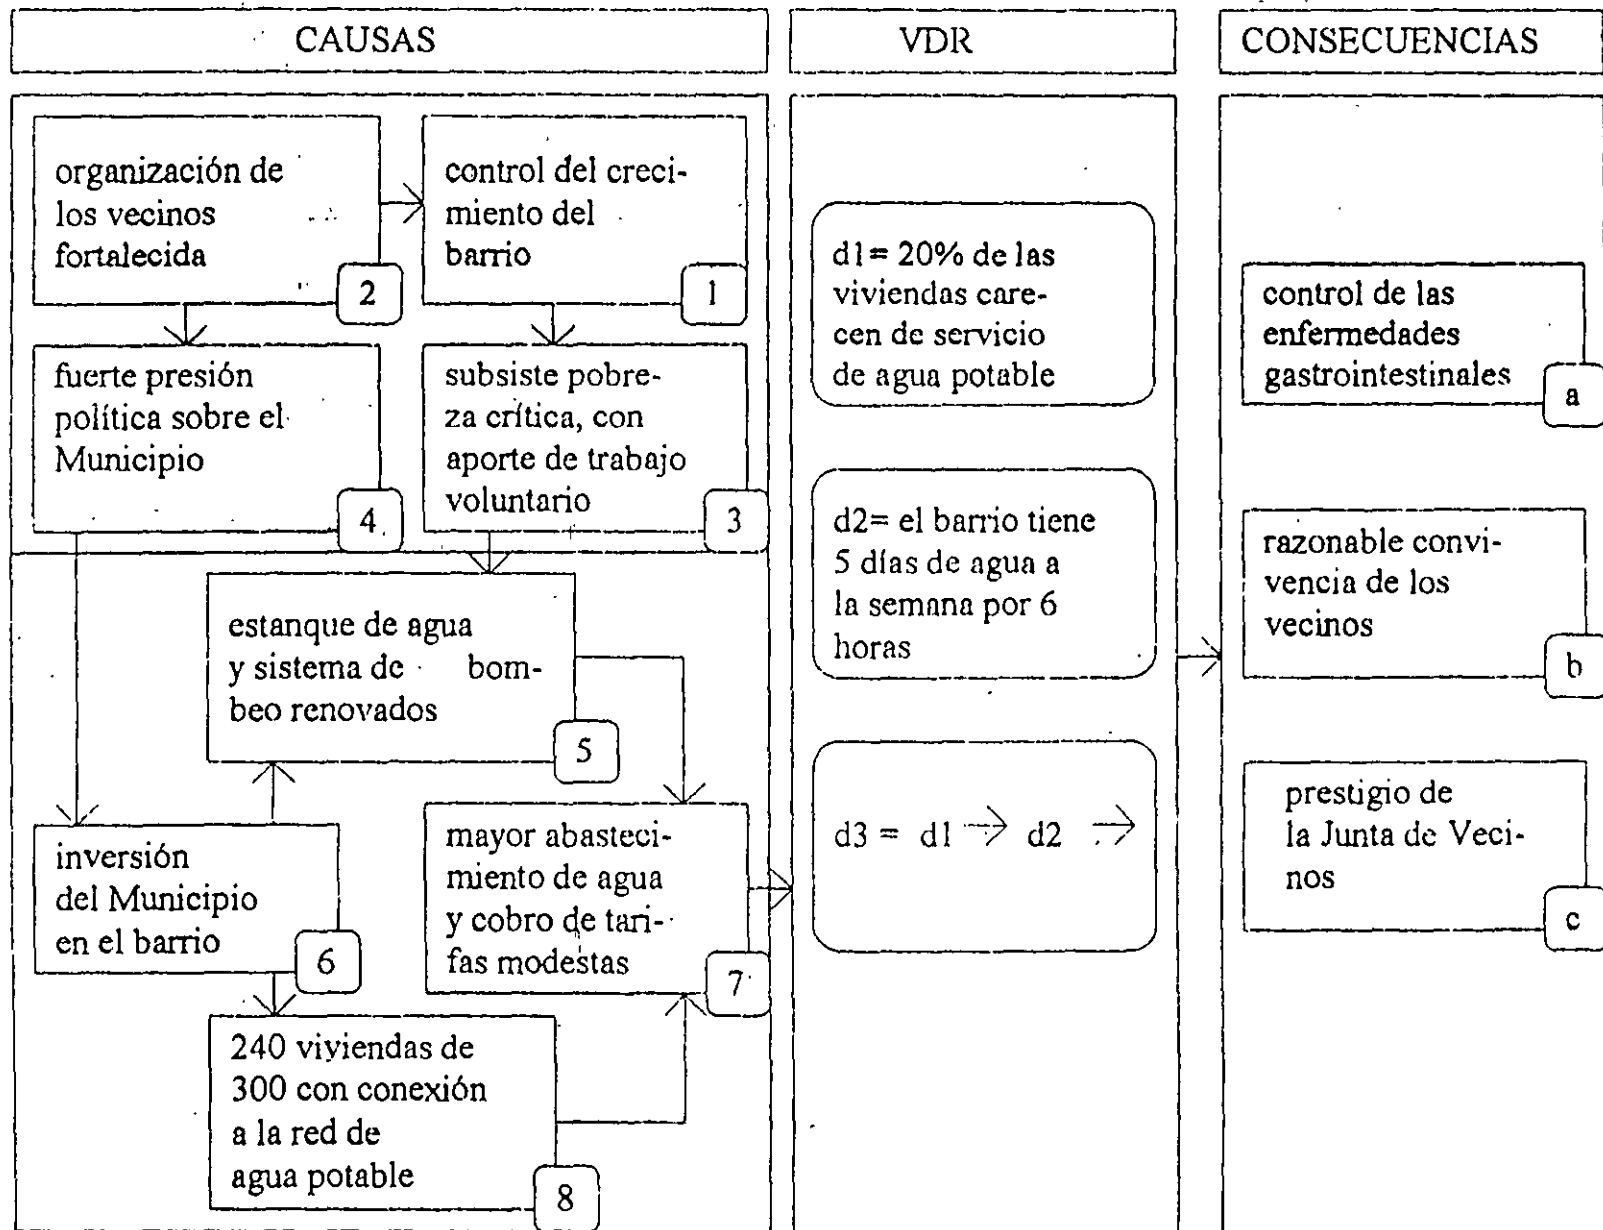 CAUSAS
VDR
CONSECUENCIAS
organización de
los vecinos
fortalecida
2
control del creci-
miento del
barrio
1
fuerte presión
política sobre el
Municipio
4
subsiste pobre-
za crítica, con
aporte de trabajo
voluntario
3
estanque de agua
y sistema de bom-
beo renovados
5
inversión
del Municipio
en el barrio
6
mayor abasteci-
miento de agua
y cobro de tari-
fas modestas
7
240 viviendas de
300 con conexión
a la red de
agua potable
8
d1= 20% de las
viviendas care-
cen de servicio
de agua potable
d2= el barrio tiene
5 días de agua a
la semana por 6
horas
d3 = d1 → d2 →
control de las
enfermedades
gastrointestinales
a
razonable convi-
vencia de los
vecinos
b
prestigio de
la Junta de Veci-
nos
c